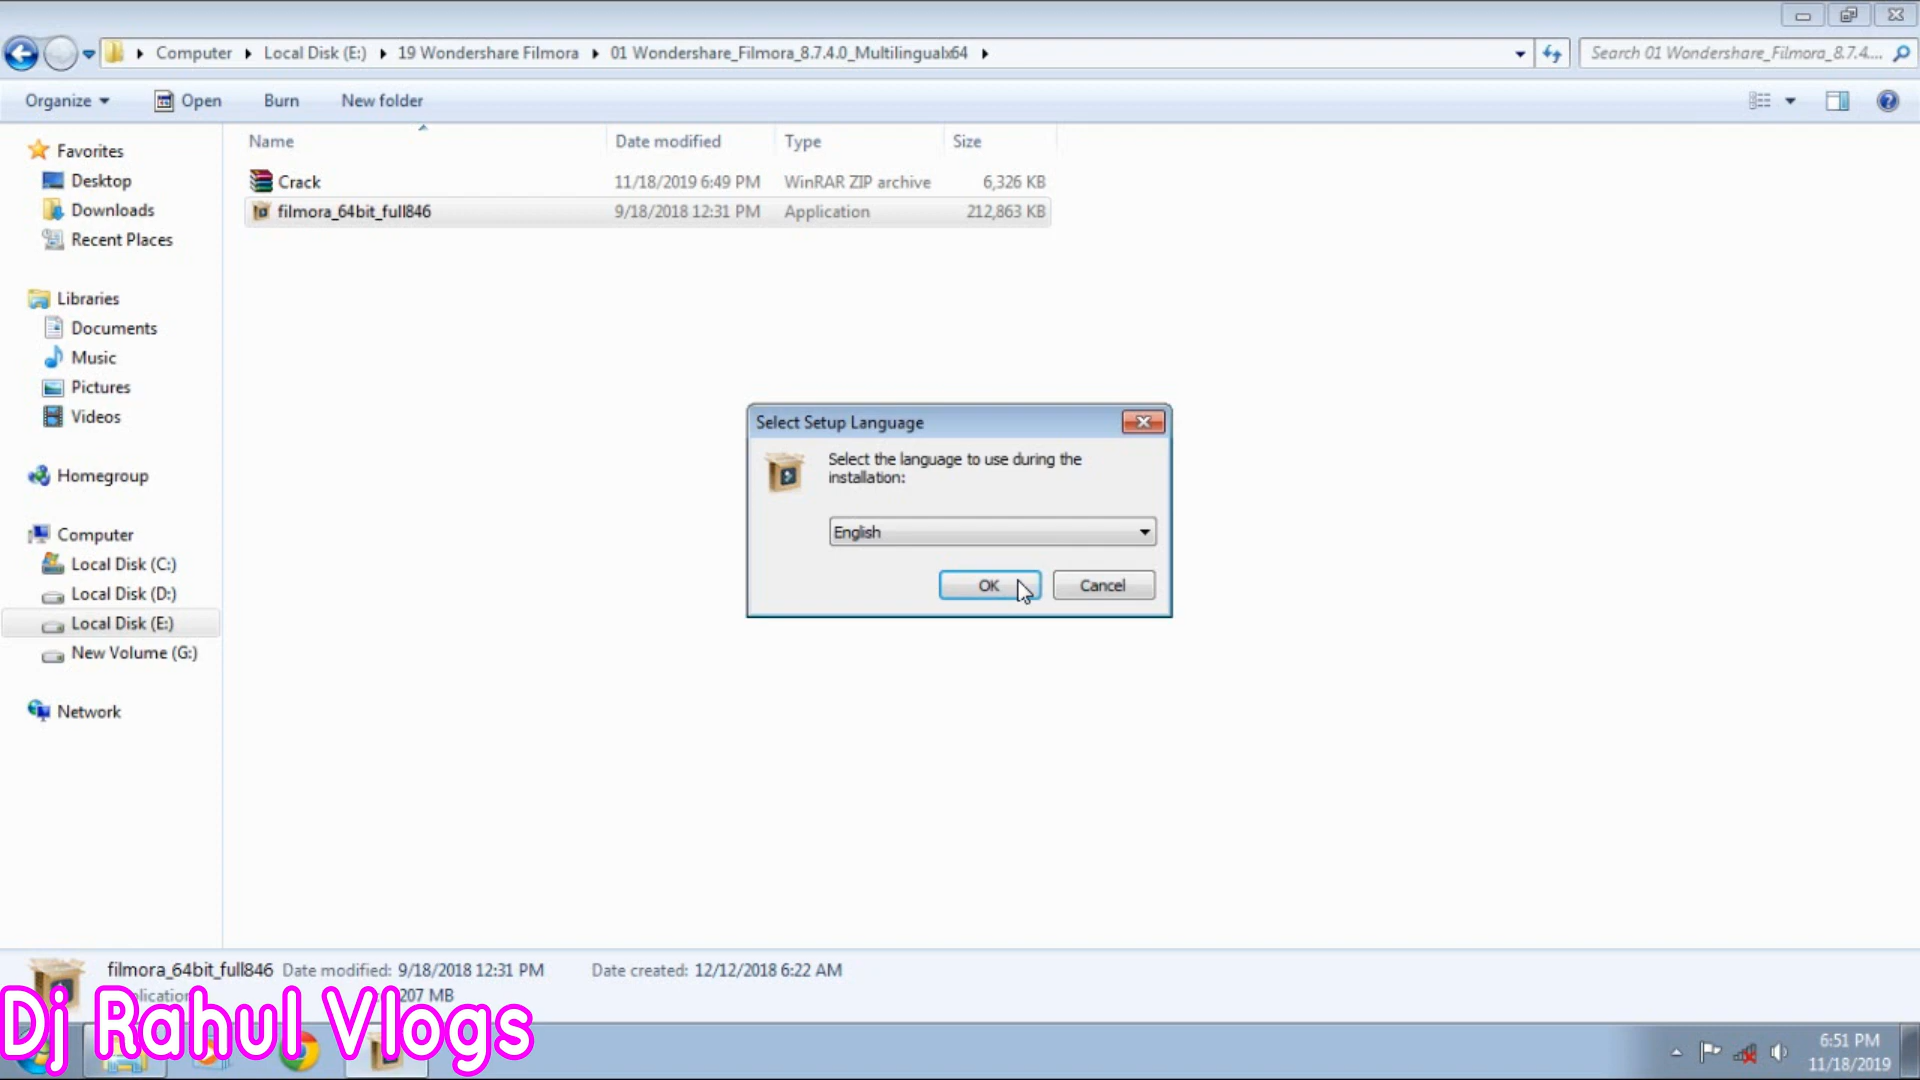 Computer Local Disk (E:) 19 Wondershare Filmora 01 Wondershare_Filmora_8.7.4.0_Multilingualx64
Search 01 Wondershare_Filmora_8.7.4....
Organize Open Burn New folder
Name Date modified Type Size
Crack 11/18/2019 6:49 PM WinRAR ZIP archive 6,326 KB
filmora_64bit_full846 9/18/2018 12:31 PM Application 212,863 KB
Favorites
Desktop
Downloads
Recent Places
Libraries
Documents
Music
Pictures
Videos
Homegroup
Computer
Local Disk (C:)
Local Disk (D:)
Local Disk (E:)
New Volume (G:)
Network
Select Setup Language
Select the language to use during the
installation:
English
OK Cancel
filmora_64bit_full846 Date modified: 9/18/2018 12:31 PM Date created: 12/12/2018 6:22 AM
207 MB
Dj Rahul Vlogs
6:51 PM
11/18/2019